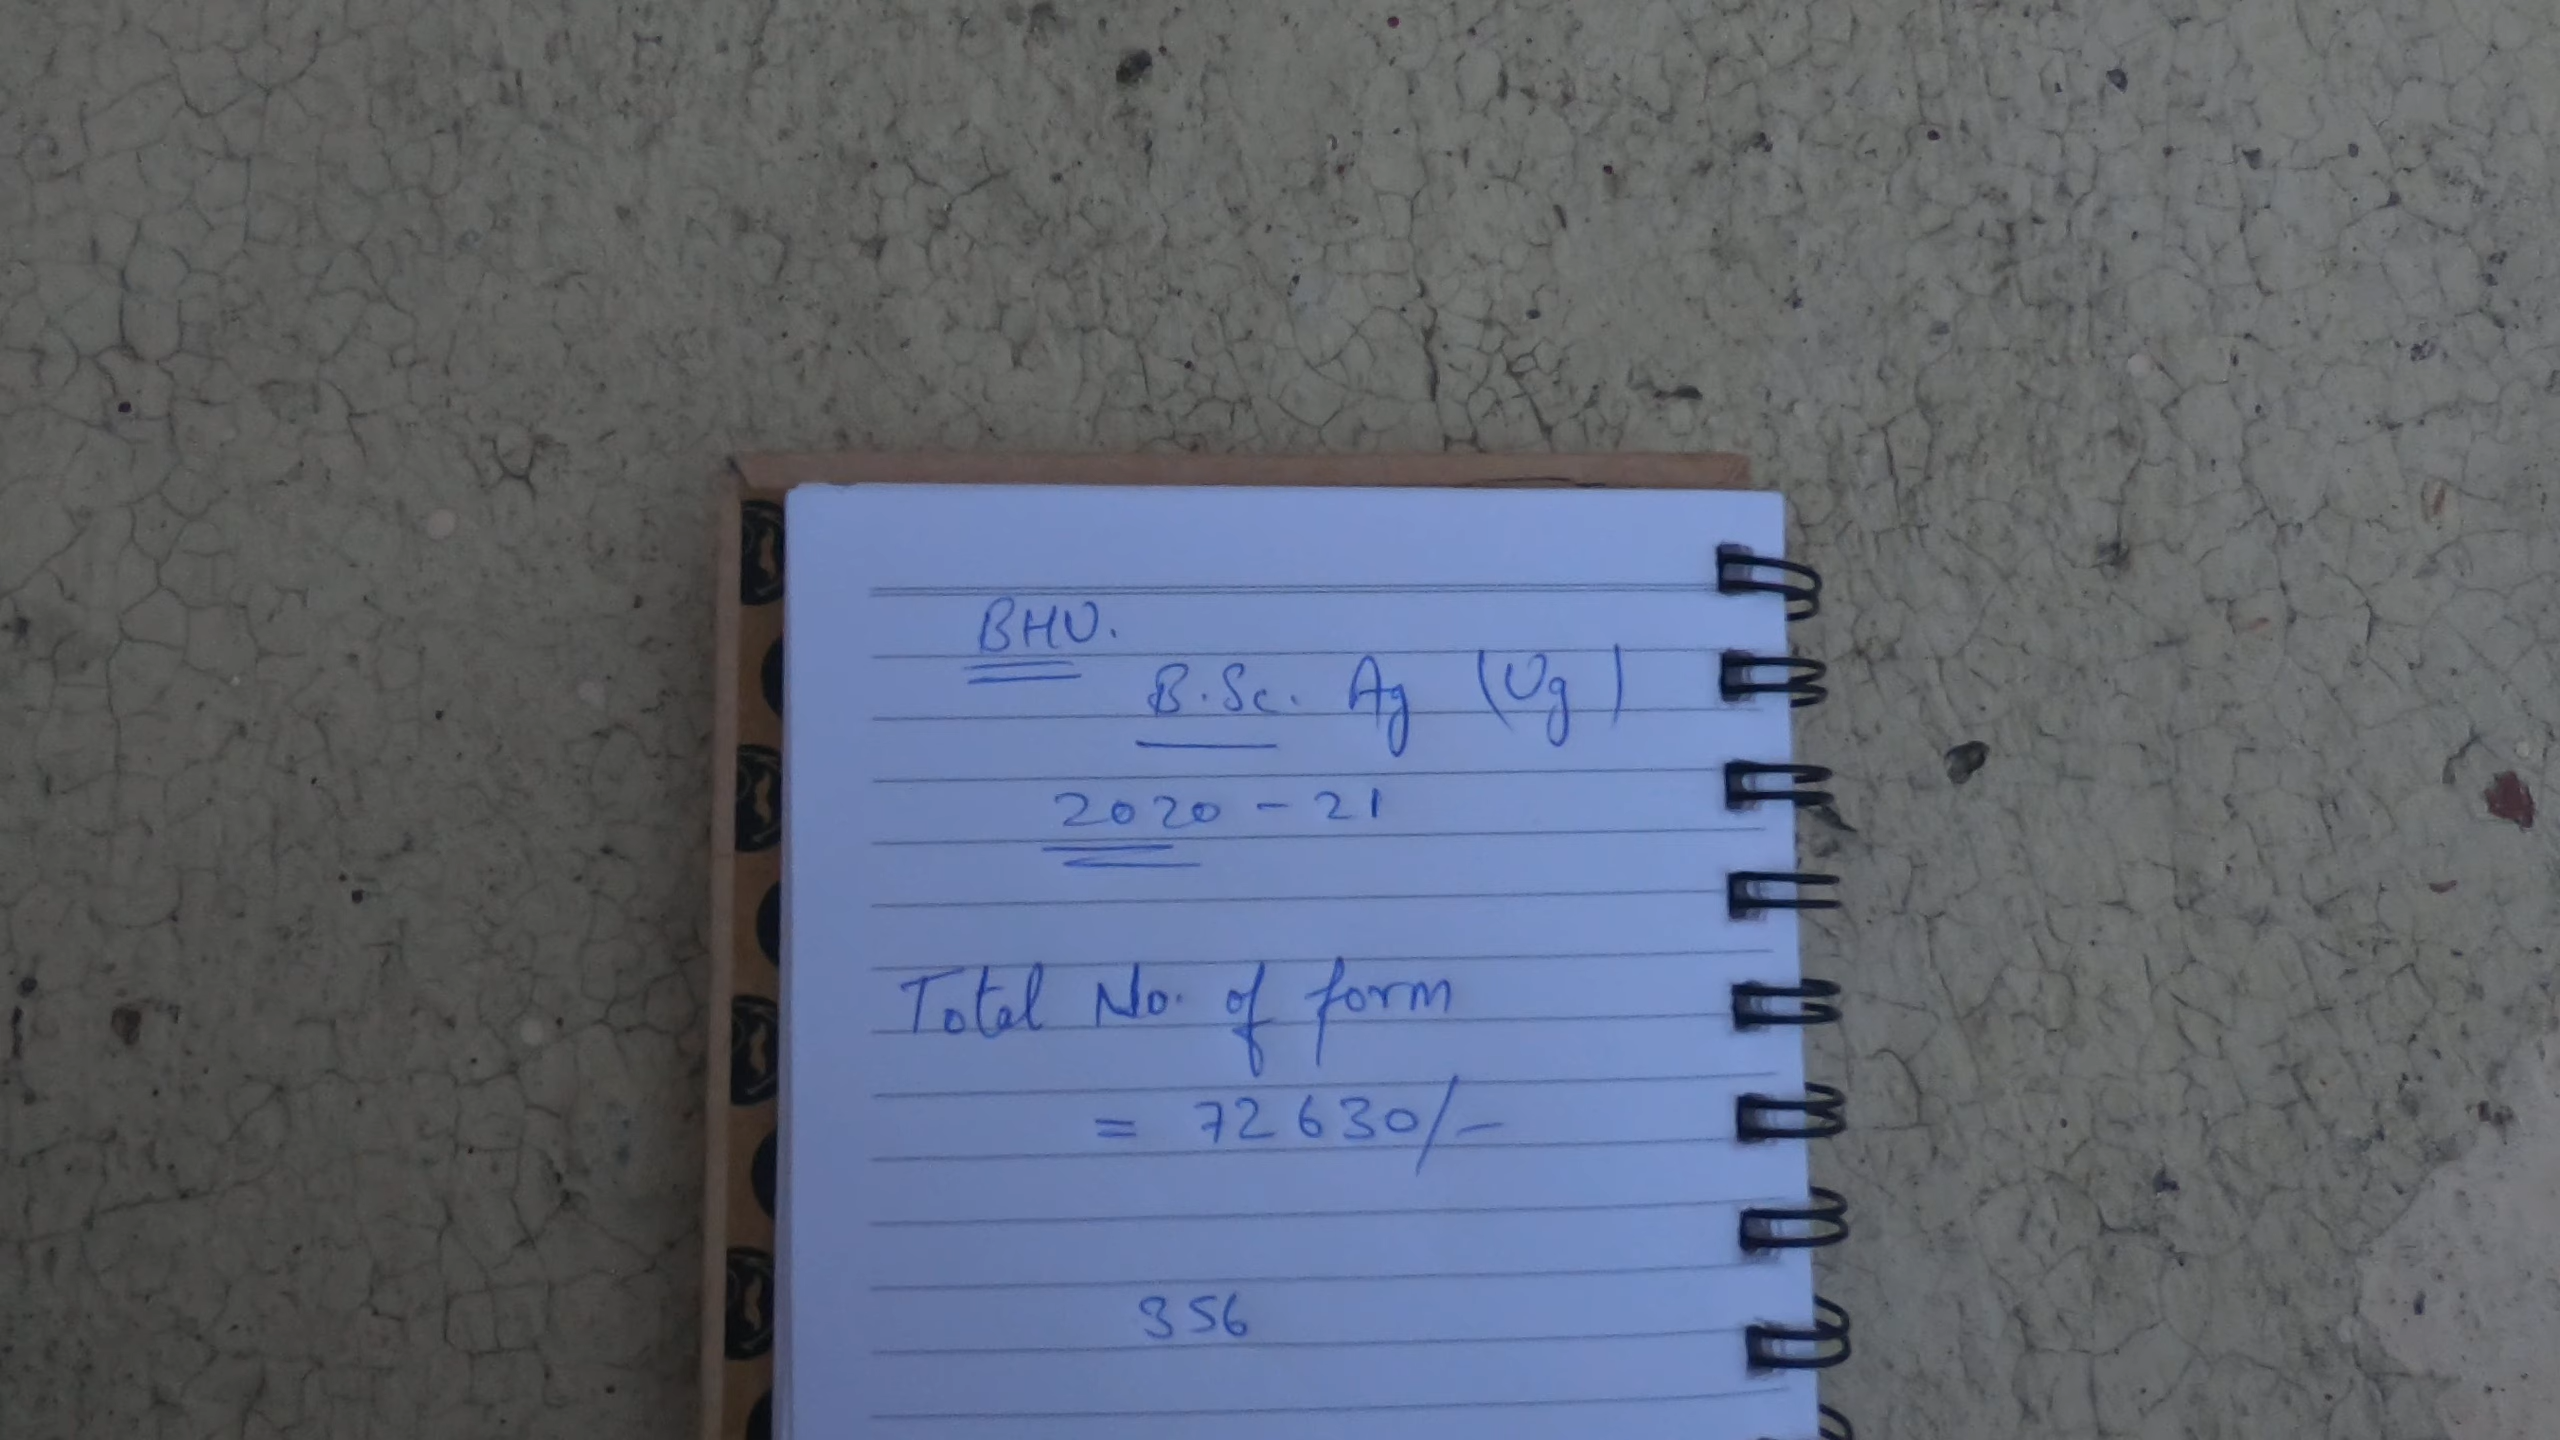 BHU.
B.Sc. Ag (Ug)
2020 - 21
Total No. of form
= 72630/-
356